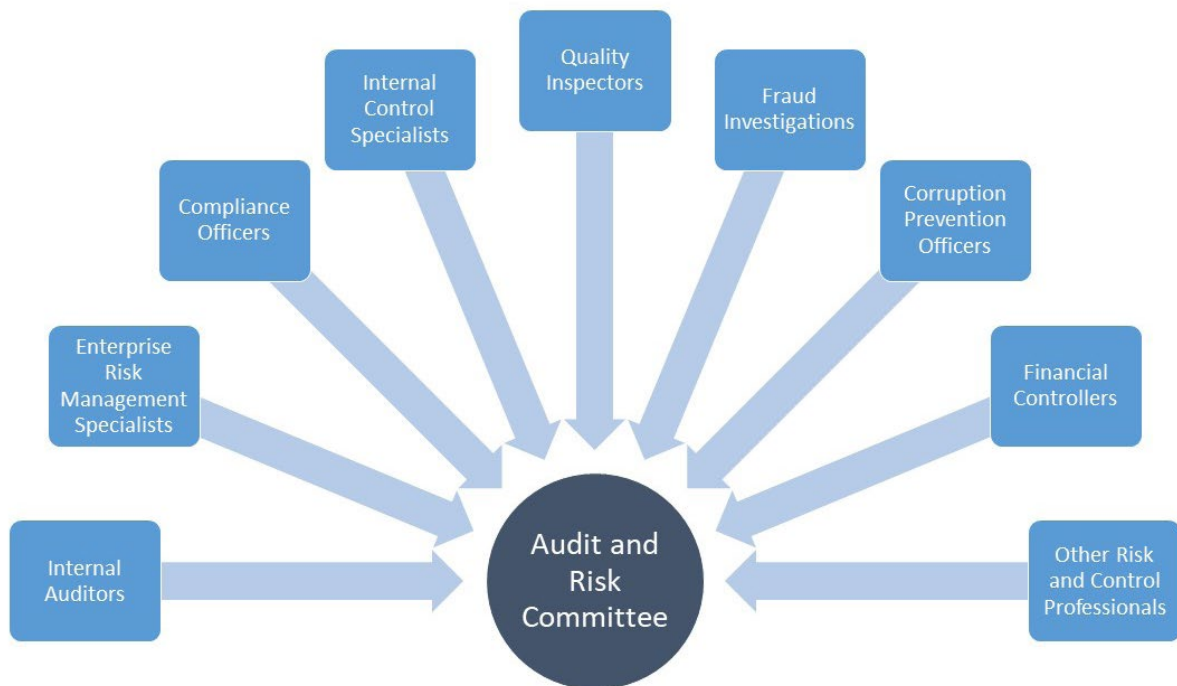 Quality
Inspectors
Internal
Control
Specialists
Fraud
Investigations
Compliance
Officers
Corruption
Prevention
Officers
Enterprise
Risk
Management
Specialists
Financial
Controllers
Internal
Auditors
Audit and
Risk
Committee
Other Risk
and Control
Professionals